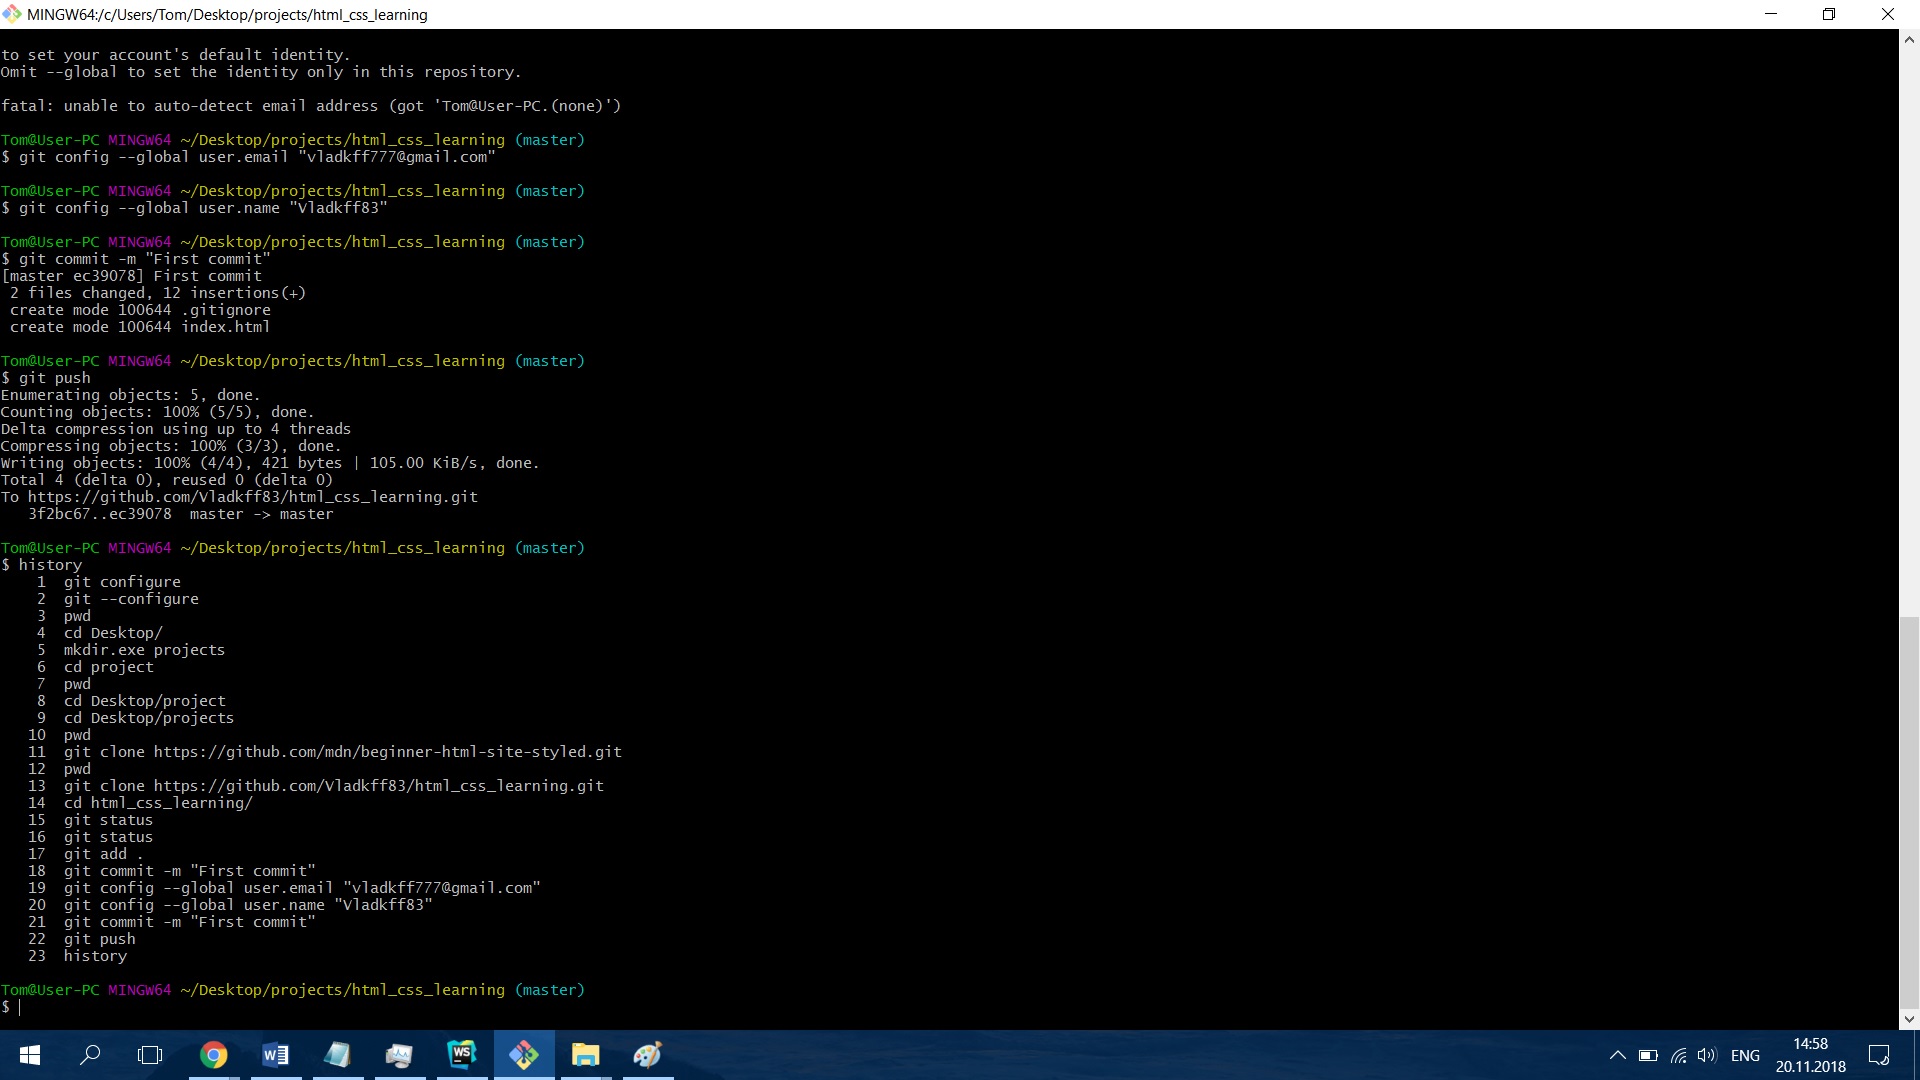 MINGW64:/c/Users/Tom/Desktop/projects/html_css_learning
to set your account's default identity.
Omit --global to set the identity only in this repository.
fatal: unable to auto-detect email address (got 'Tom@User-PC.(none)')
Tom@User-PC MINGW64 ~/Desktop/projects/html_css_learning (master)
$ git config --global user.email "vladkff777@gmail.com"
Tom@User-PC MINGW64 ~/Desktop/projects/html_css_learning (master)
$ git config --global user.name "Vladkff83"
Tom@User-PC MINGW64 ~/Desktop/projects/html_css_learning (master)
$ git commit -m "First commit"
[master ec39078] First commit
2 files changed, 12 insertions(+)
create mode 100644 .gitignore
create mode 100644 index.html
Tom@User-PC MINGW64 ~/Desktop/projects/html_css_learning (master)
$ git push
Enumerating objects: 5, done.
Counting objects: 100% (5/5), done.
Delta compression using up to 4 threads
Compressing objects: 100% (3/3), done.
Writing objects: 100% (4/4), 421 bytes | 105.00 KiB/s, done.
Total 4 (delta 0), reused 0 (delta 0)
To https://github.com/Vladkff83/html_css_learning.git
3f2bc67..ec39078  master -> master
Tom@User-PC MINGW64 ~/Desktop/projects/html_css_learning (master)
$ history
1  git configure
2  git --configure
3  pwd
4  cd Desktop/
5  mkdir.exe projects
6  cd project
7  pwd
8  cd Desktop/project
9  cd Desktop/projects
10  pwd
11  git clone https://github.com/mdn/beginner-html-site-styled.git
12  pwd
13  git clone https://github.com/Vladkff83/html_css_learning.git
14  cd html_css_learning/
15  git status
16  git status
17  git add .
18  git commit -m "First commit"
19  git config --global user.email "vladkff777@gmail.com"
20  git config --global user.name "Vladkff83"
21  git commit -m "First commit"
22  git push
23  history
Tom@User-PC MINGW64 ~/Desktop/projects/html_css_learning (master)
$
W
WS
ENG
14:58
20.11.2018